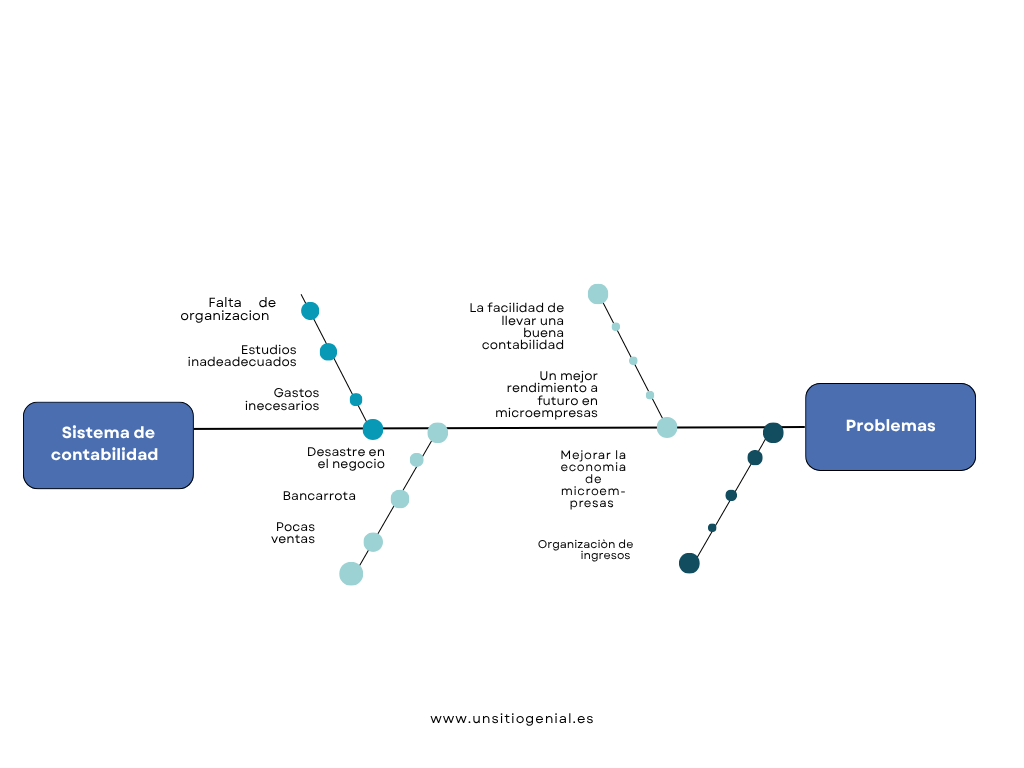 Falta de
organizacion
Estudios
inadeadecuados
Gastos
inecesarios
La facilidad de
llevar una
buena
contabilidad
Un mejor
rendimiento a
futuro en
microempresas
Sistema de
contabilidad
Problemas
Desastre en
el negocio
Bancarrota
Pocas
ventas
Mejorar la
economia
de
microem-
presas
Organizaciòn de
ingresos
www.unsitiogenial.es